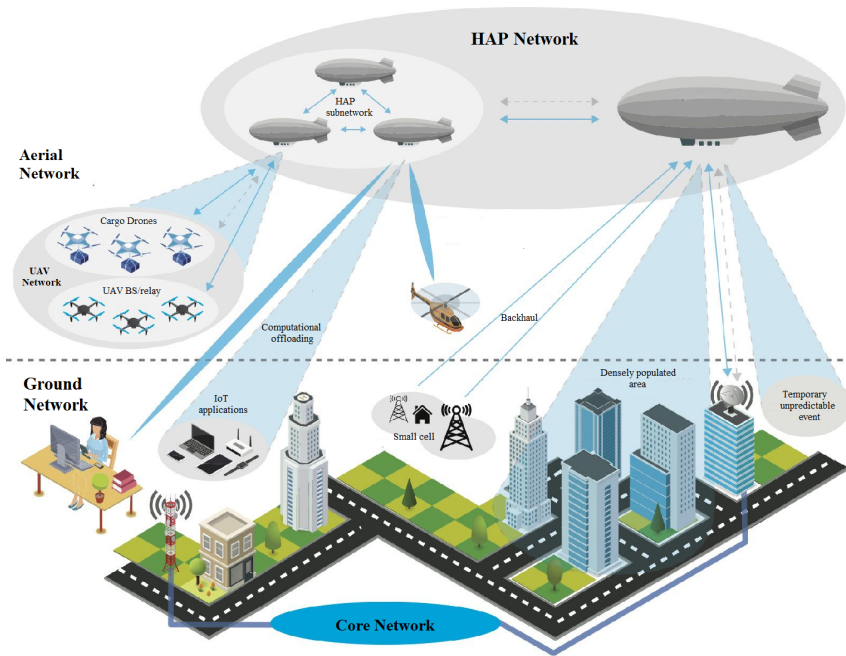 HAP Network
HAP
subnetwork
Aerial
Network
Cargo Drones
UAV
Network
UAV BS/relay
Computational
offloading
Backhaul
Ground
Network
IoT
applications
Small cell
Densely populated
area
Temporary
unpredictable
event
Core Network